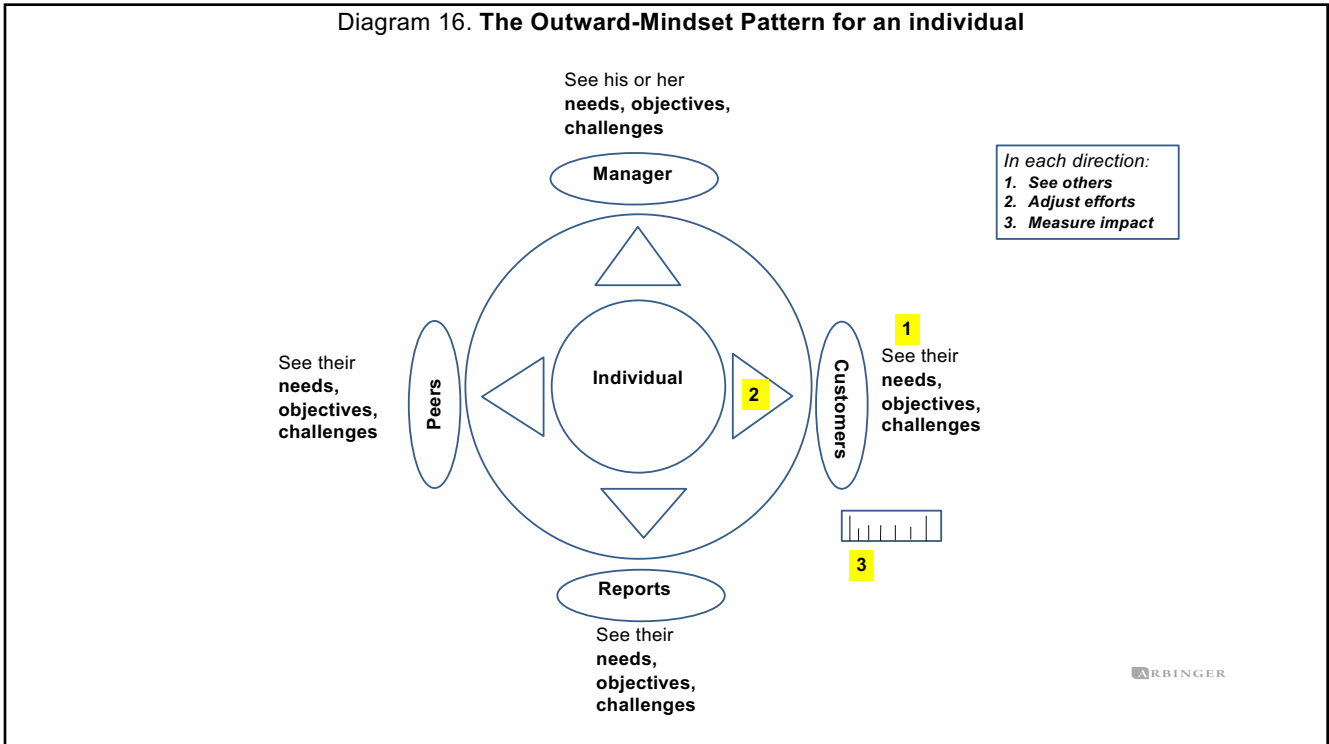 Diagram 16. The Outward-Mindset Pattern for an individual
See his or her
needs, objectives,
challenges
Manager
In each direction:
1. See others
2. Adjust efforts
3. Measure impact
See their
needs,
objectives,
challenges
Peers
Individual
2
Customers
1
See their
needs,
objectives,
challenges
3
Reports
See their
needs,
objectives,
challenges
ARBINGER